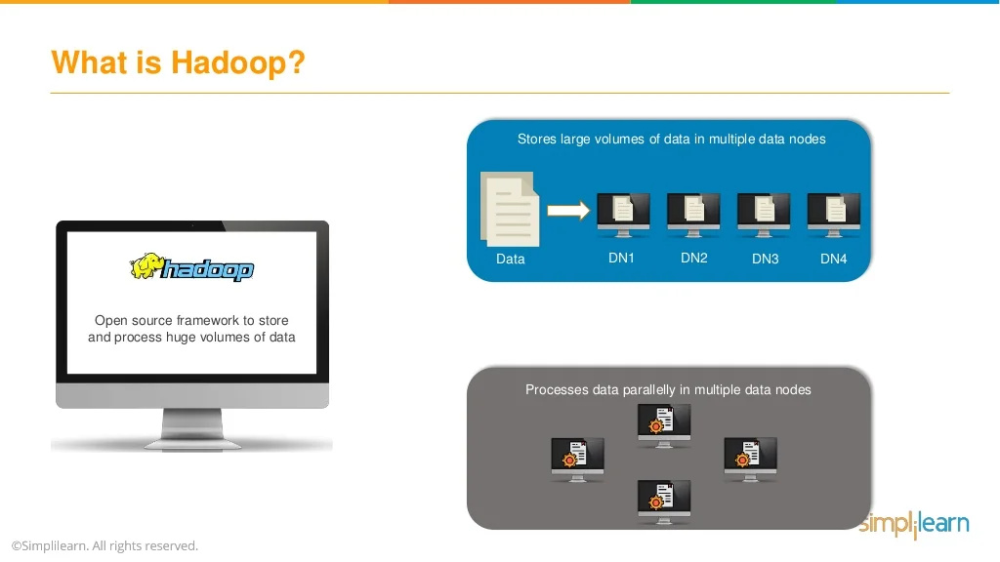 What is Hadoop?
hadoop
Open source framework to store
and process huge volumes of data
Stores large volumes of data in multiple data nodes
Data
DN1
DN2
DN3
DN4
Processes data parallelly in multiple data nodes
simplilearn
©Simplilearn. All rights reserved.